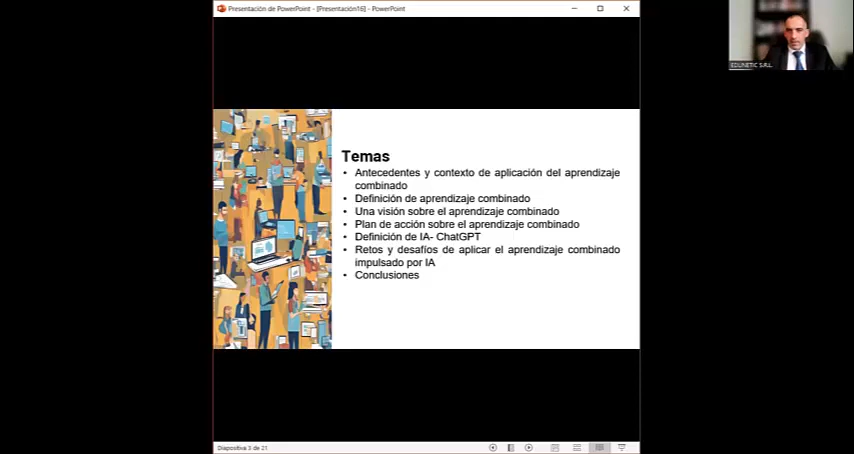 Presentación de PowerPoint - [Presentación16] - PowerPoint
EDUNETIC S.R.L.
Temas
• Antecedentes y contexto de aplicación del aprendizaje
combinado
• Definición de aprendizaje combinado
• Una visión sobre el aprendizaje combinado
• Plan de acción sobre el aprendizaje combinado
• Definición de IA- ChatGPT
• Retos y desafíos de aplicar el aprendizaje combinado
impulsado por IA
• Conclusiones
Diapositiva 3 de 21